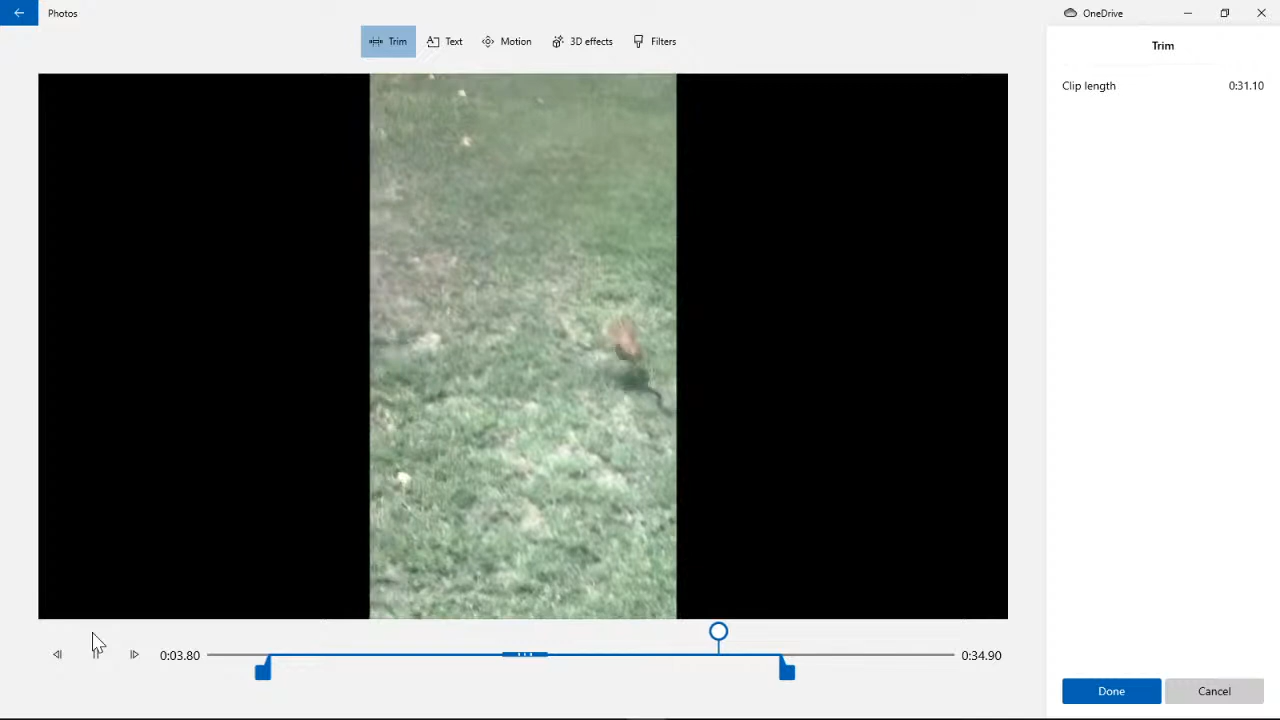 Photos
OneDrive
Trim Text Motion 3D effects Filters
Trim
Clip length 0:31.10
0:03.80 0:34.90
Done Cancel